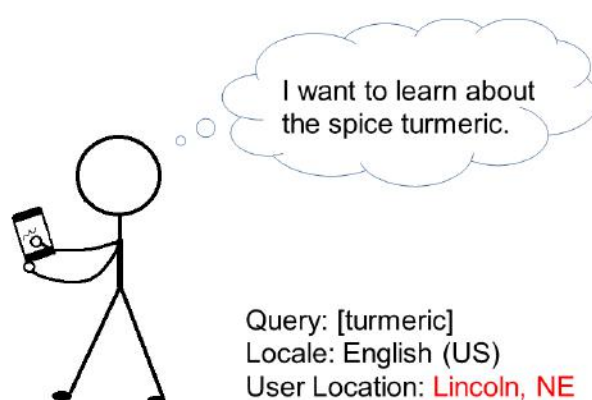 I want to learn about
the spice turmeric.
Query: [turmeric]
Locale: English (US)
User Location: Lincoln, NE